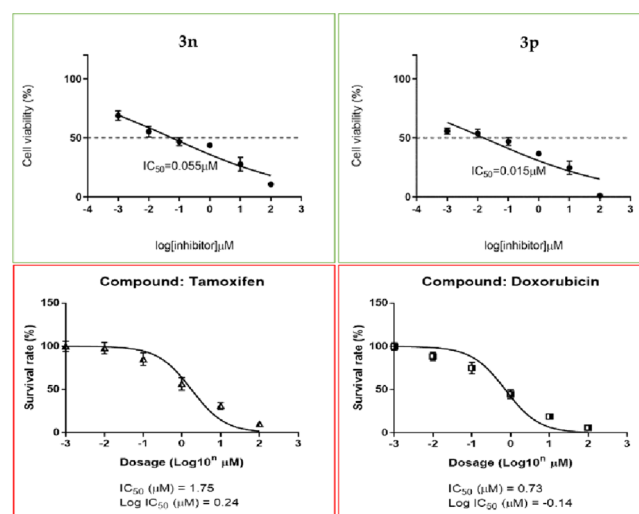 3n
Cell viability (%)
100
50
0
IC50=0.055μM
-4 -3 -2 -1 0 1 2 3
log[inhibitor]μM
3p
Cell viability (%)
100
50
0
IC50=0.015μM
-4 -3 -2 -1 0 1 2 3
log[inhibitor]μM
Compound: Tamoxifen
Survival rate (%)
150
100
50
0
-3 -2 -1 0 1 2 3
Dosage (Log10ⁿ μM)
IC50 (μM) = 1.75
Log IC50 (μM) = 0.24
Compound: Doxorubicin
Survival rate (%)
150
100
50
0
-3 -2 -1 0 1 2 3
Dosage (Log10ⁿ μM)
IC50 (μM) = 0.73
Log IC50 (μM) = -0.14